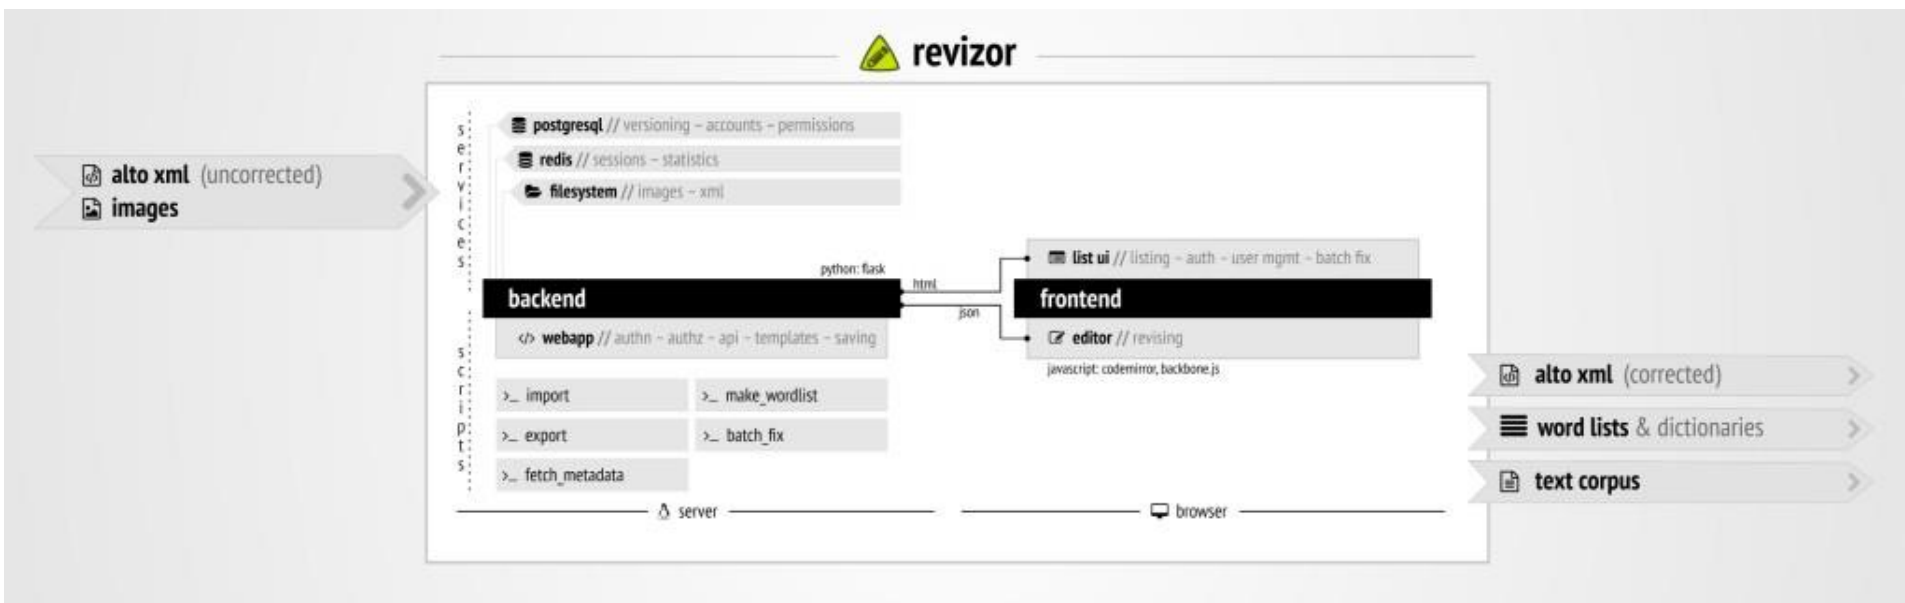 revizor
alto xml (uncorrected)
images
services
postgresql // versioning – accounts – permissions
redis // sessions – statistics
filesystem // images – xml
python: flask
backend
webapp // authn – authz – api – templates – saving
html
json
list ui // listing – auth – user mgmt – batch fix
frontend
editor // revising
javascript: codemirror, backbone.js
scripts
>_ import
>_ make_wordlist
>_ export
>_ batch_fix
>_ fetch_metadata
server
browser
alto xml (corrected)
word lists & dictionaries
text corpus